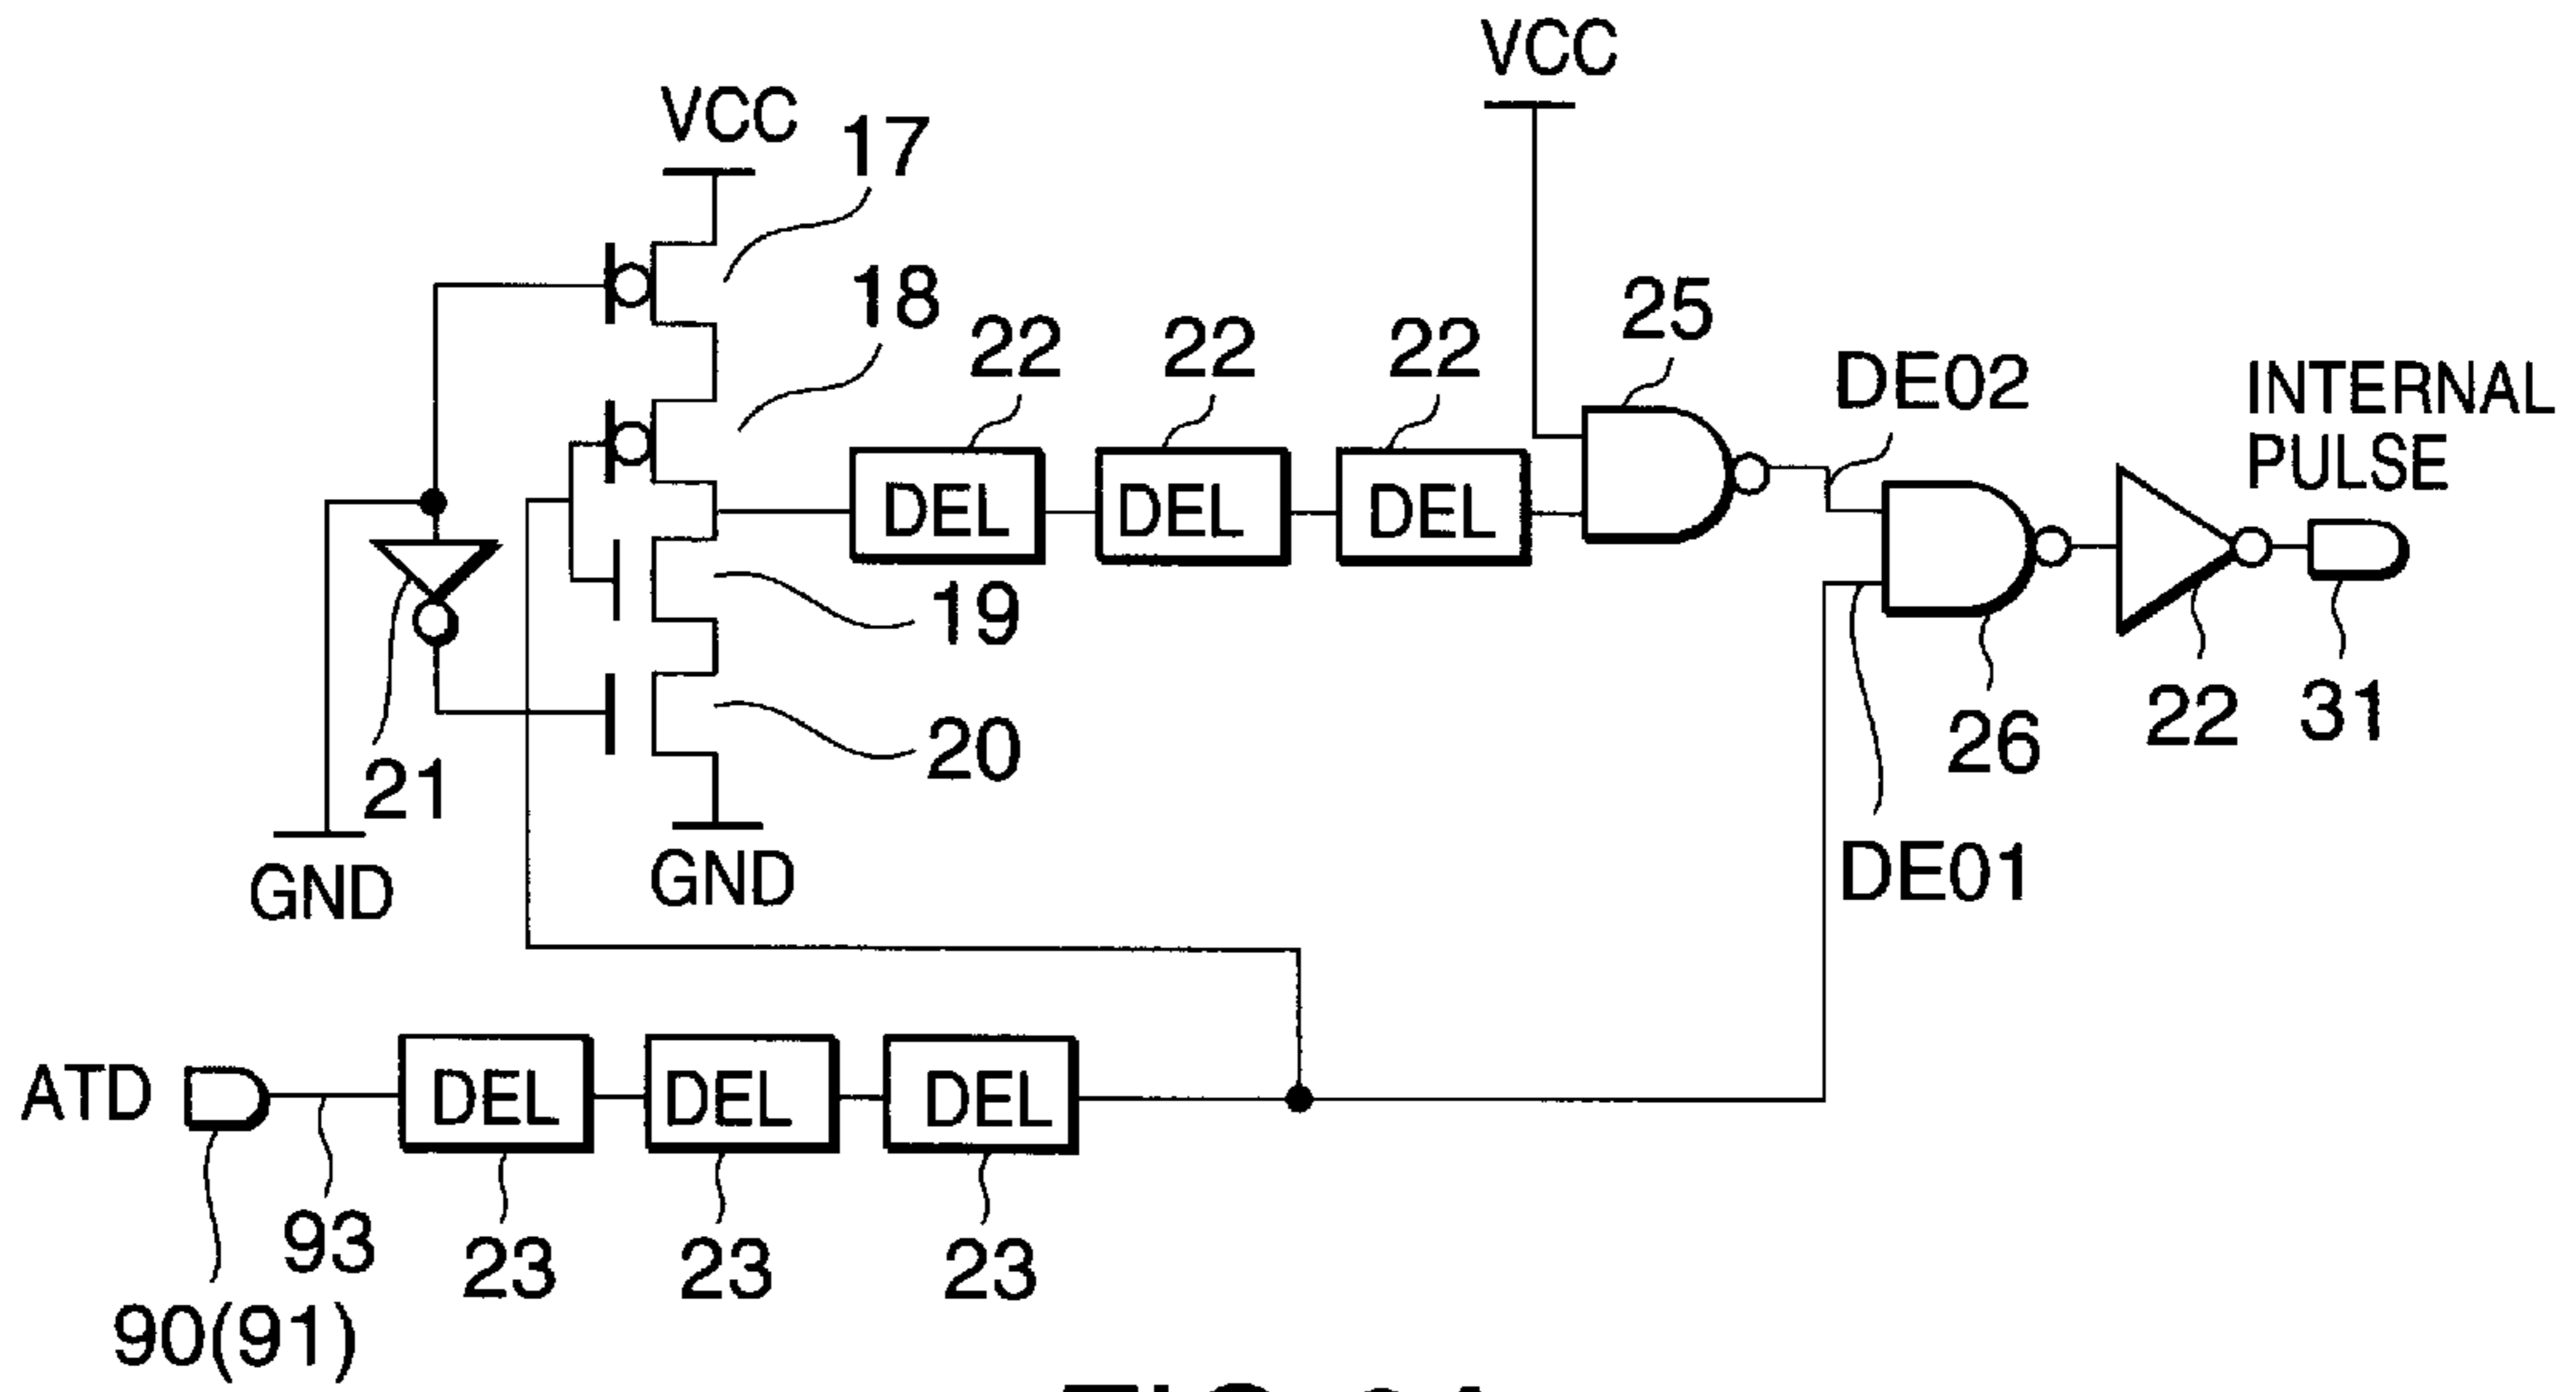 VCC
VCC
17
18
22
22
22
25
DE02
INTERNAL
PULSE
DEL
DEL
DEL
19
20
21
26
22
31
GND
GND
DE01
ATD
DEL
DEL
DEL
93
23
23
23
90(91)